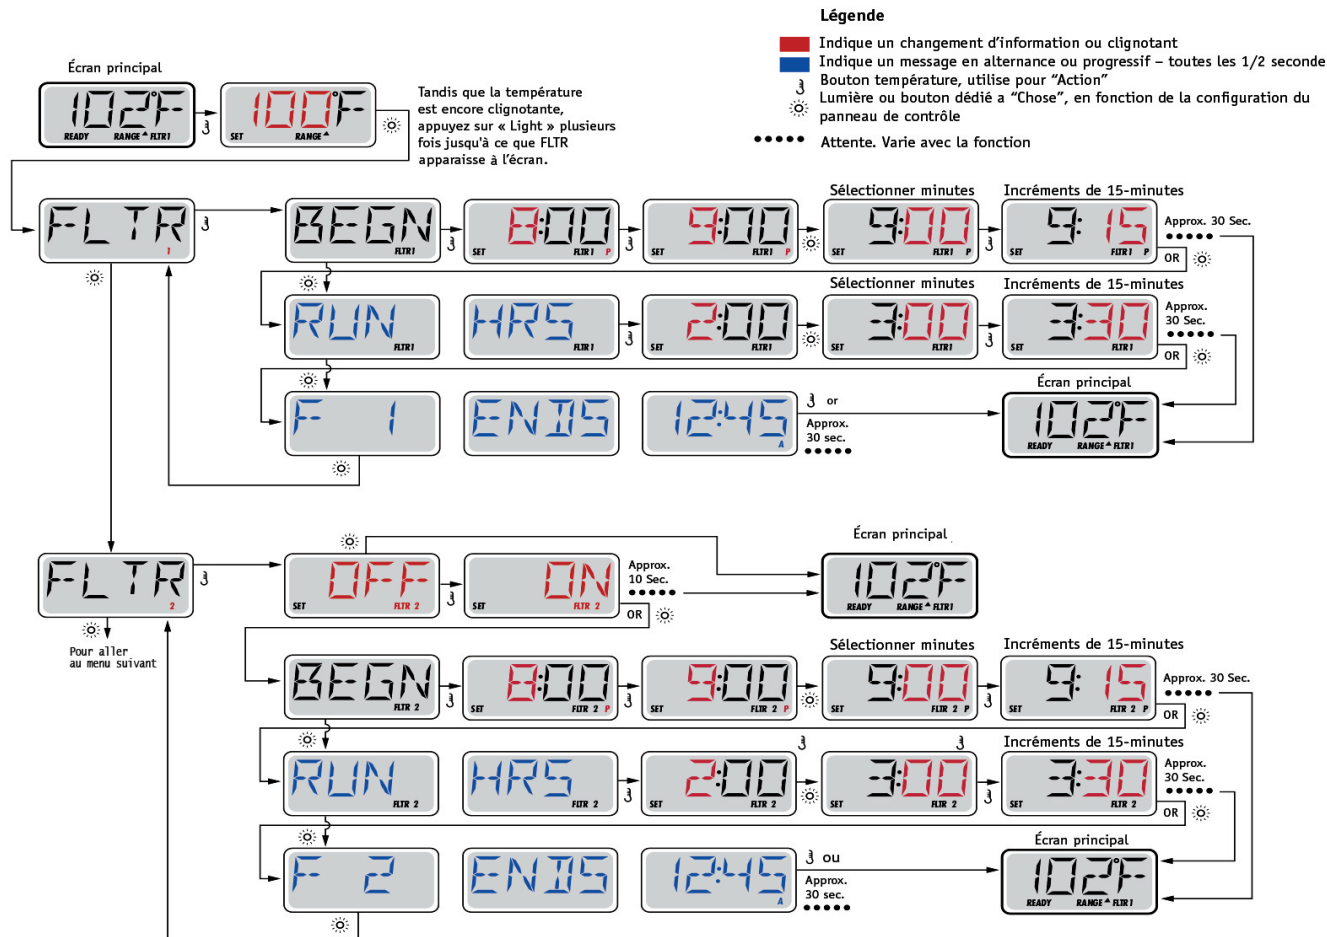 Légende
Indique un changement d'information ou clignotant
Indique un message en alternance ou progressif – toutes les 1/2 seconde
Bouton température, utilise pour "Action"
Lumière ou bouton dédié a "Chose", en fonction de la configuration du
panneau de contrôle
Attente. Varie avec la fonction
Écran principal
102°F
READY RANGE FLTR1
100°F
SET RANGE
Tandis que la température
est encore clignotante,
appuyez sur « Light » plusieurs
fois jusqu'à ce que FLTR
apparaisse à l'écran.
Sélectionner minutes
Incréments de 15-minutes
FLTR
1
BEGN
FLTR1
8:00
SET FLTR1 P
9:00
SET FLTR1 P
9:00
SET FLTR1 P
9:15
SET FLTR1 P
Approx. 30 Sec.
OR
Sélectionner minutes
Incréments de 15-minutes
RUN
FLTR1
HRS
FLTR1
2:00
SET FLTR1
3:00
SET FLTR1
3:30
SET FLTR1
Approx.
30 Sec.
OR
F 1
ENDS
12:45
A
or
Approx.
30 sec.
Écran principal
102°F
READY RANGE FLTR1
FLTR
2
Pour aller
au menu suivant
OFF
SET FLTR 2
ON
SET FLTR 2
Approx.
10 Sec.
OR
Écran principal
102°F
READY RANGE FLTR1
Sélectionner minutes
Incréments de 15-minutes
BEGN
FLTR 2
8:00
SET FLTR 2 P
9:00
SET FLTR 2 P
9:00
SET FLTR 2 P
9:15
SET FLTR 2 P
Approx. 30 Sec.
OR
Incréments de 15-minutes
RUN
FLTR 2
HRS
FLTR 2
2:00
SET FLTR 2
3:00
SET FLTR 2
3:30
SET FLTR 2
Approx.
30 Sec.
OR
F 2
ENDS
12:45
A
ou
Approx.
30 sec.
Écran principal
102°F
READY RANGE FLTR1